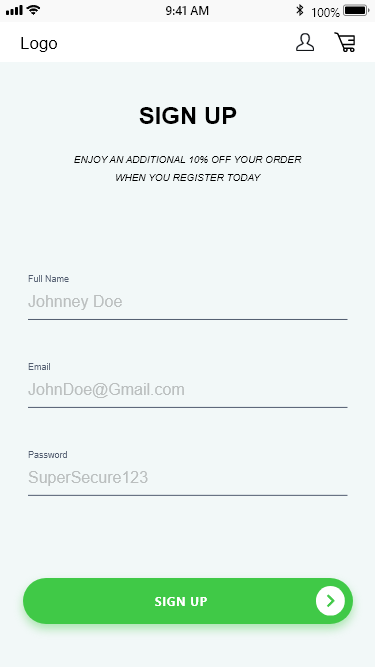 9:41 AM
100%
Logo
SIGN UP
ENJOY AN ADDITIONAL 10% OFF YOUR ORDER
WHEN YOU REGISTER TODAY
Full Name
Johnney Doe
Email
JohnDoe@Gmail.com
Password
SuperSecure123
SIGN UP